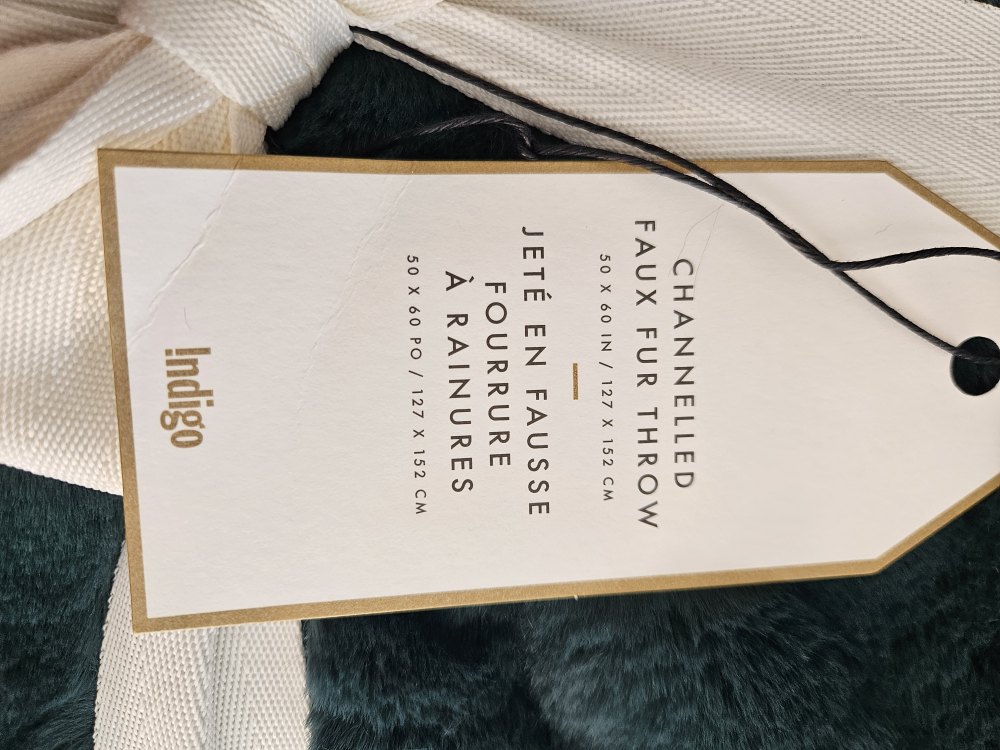 CHANNELLED
FAUX FUR THROW
50 X 60 IN / 127 X 152 CM
JETÉ EN FAUSSE
FOURRURE
À RAINURES
50 X 60 PO / 127 X 152 CM
!ndigo